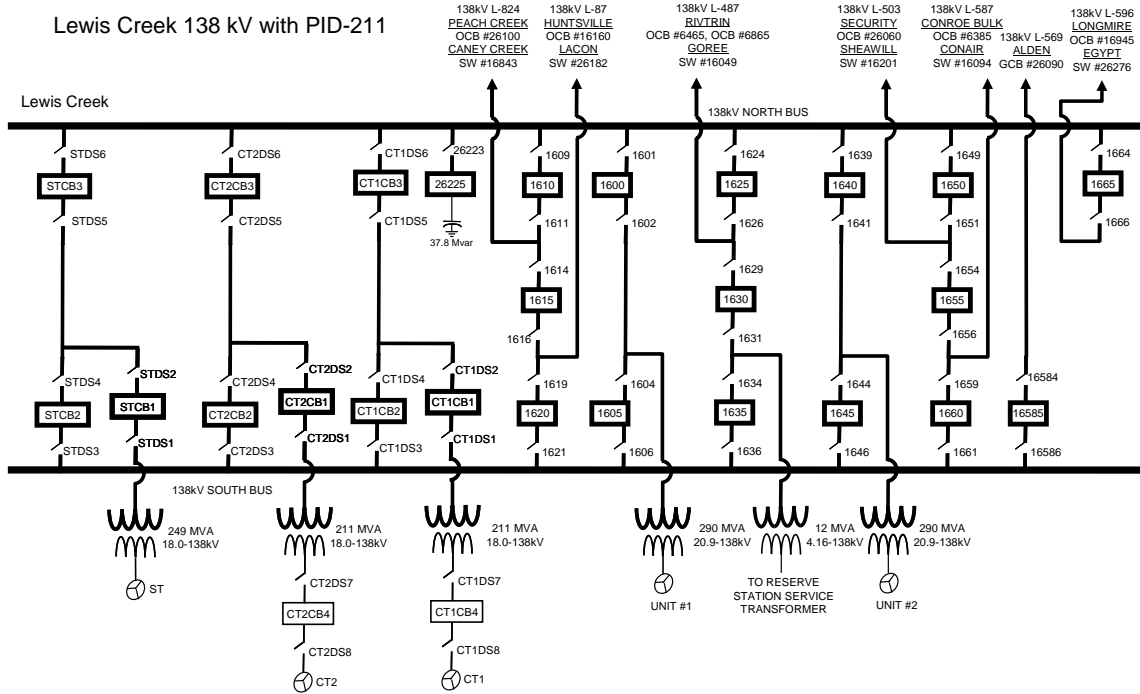 Lewis Creek 138 kV with PID-211
138kV L-824
PEACH CREEK
OCB #26100
CANEY CREEK
SW #16843
138kV L-87
HUNTSVILLE
OCB #16160
LACON
SW #26182
138kV L-487
RIVTRIN
OCB #6465, OCB #6865
GOREE
SW #16049
138kV L-503
SECURITY
OCB #26060
SHEAWILL
SW #16201
138kV L-587
CONROE BULK
OCB #6385
CONAIR
SW #16094
138kV L-569
ALDEN
GCB #26090
138kV L-596
LONGMIRE
OCB #16945
EGYPT
SW #26276
Lewis Creek
138kV NORTH BUS
STDS6
STCB3
STDS5
STDS4
STCB2
STDS3
STDS2
STCB1
STDS1
CT2DS6
CT2CB3
CT2DS5
CT2DS4
CT2CB2
CT2DS3
CT2DS2
CT2CB1
CT2DS1
CT1DS6
CT1CB3
CT1DS5
CT1DS4
CT1CB2
CT1DS3
CT1DS2
CT1CB1
CT1DS1
26223
26225
37.8 Mvar
1609
1610
1611
1614
1615
1616
1619
1620
1621
1601
1600
1602
1604
1605
1606
1624
1625
1626
1629
1630
1631
1634
1635
1636
1639
1640
1641
1644
1645
1646
1649
1650
1651
1654
1655
1656
1659
1660
1661
16584
16585
16586
1664
1665
1666
138kV SOUTH BUS
249 MVA
18.0-138kV
ST
211 MVA
18.0-138kV
CT2DS7
CT2CB4
CT2DS8
CT2
211 MVA
18.0-138kV
CT1DS7
CT1CB4
CT1DS8
CT1
290 MVA
20.9-138kV
UNIT #1
12 MVA
4.16-138kV
TO RESERVE
STATION SERVICE
TRANSFORMER
290 MVA
20.9-138kV
UNIT #2